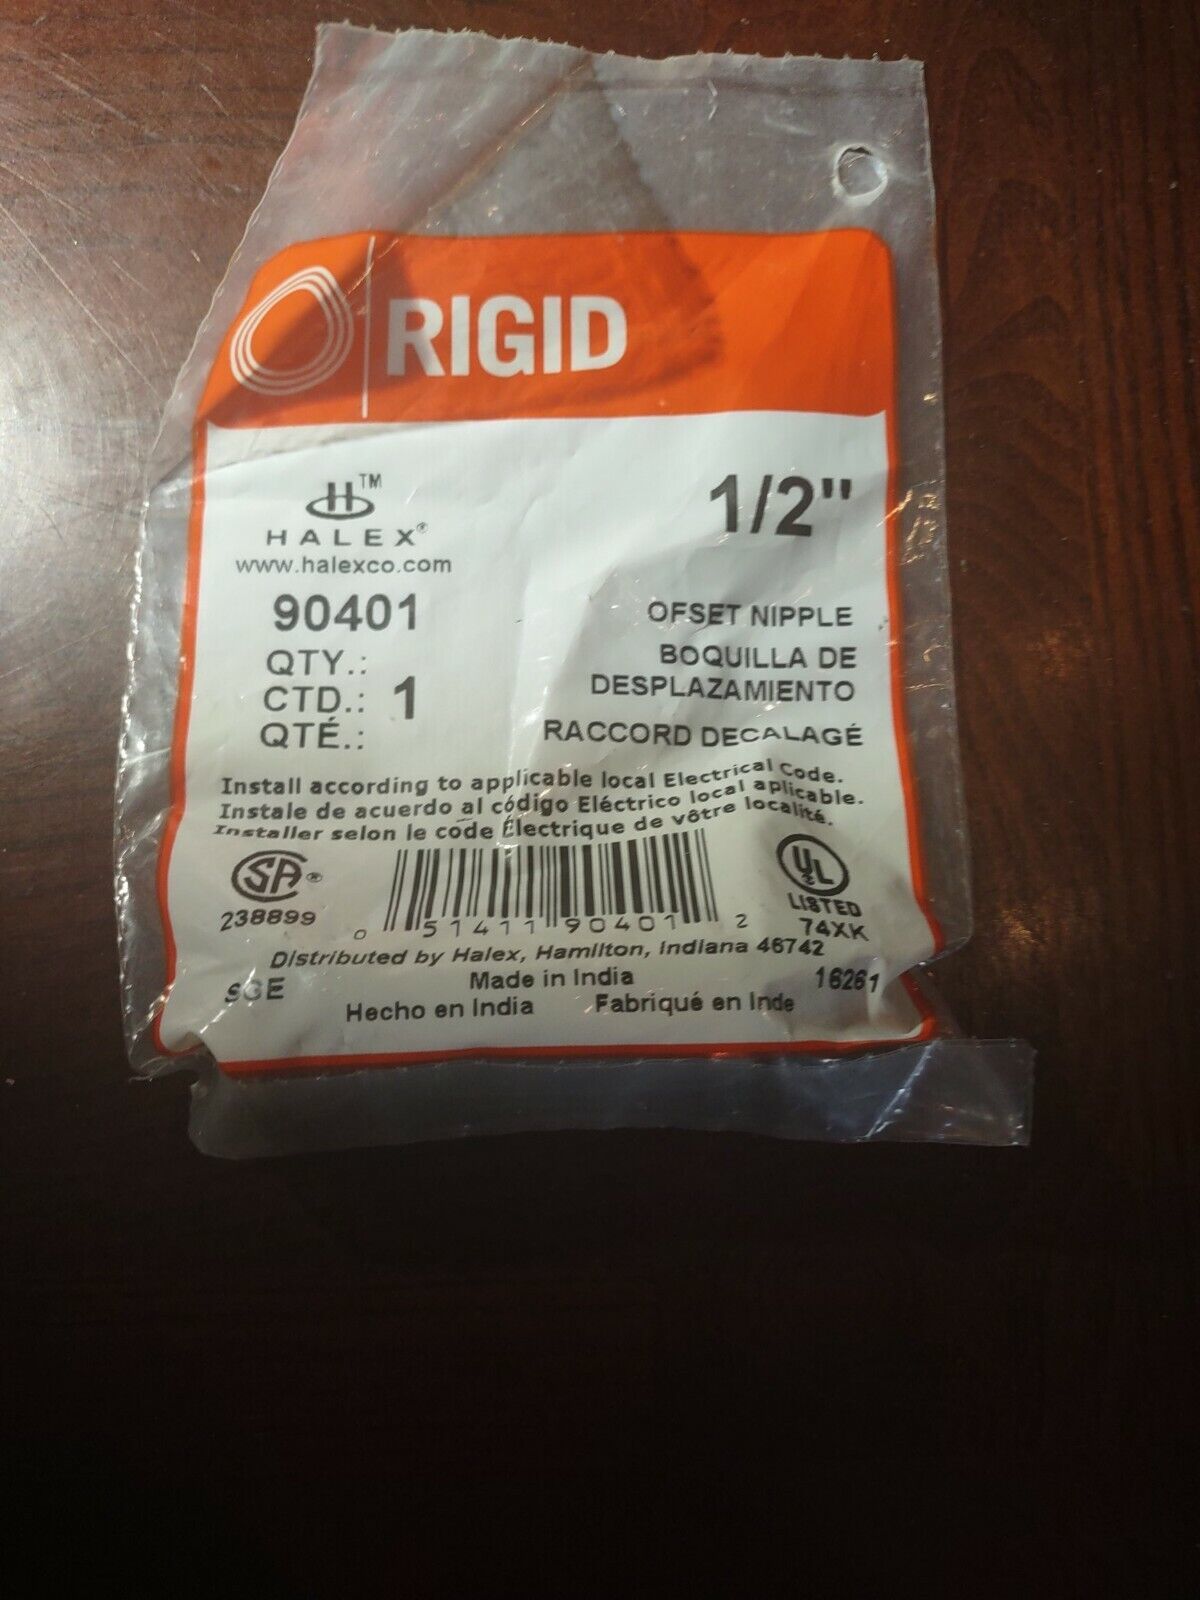 RIGID
H™
HALEX®
www.halexco.com
90401
QTY.:
CTD.: 1
QTÉ.:
1/2"
OFSET NIPPLE
BOQUILLA DE
DESPLAZAMIENTO
RACCORD DECALAGÉ
Install according to applicable local Electrical Code.
Instale de acuerdo al código Eléctrico local aplicable.
Installer selon le code Électrique de vôtre localité.
SA®
238899
0 51411 90401 2
UL
LISTED
74XK
Distributed by Halex, Hamilton, Indiana 46742
SGE Made in India 16261
Hecho en India Fabriqué en Inde